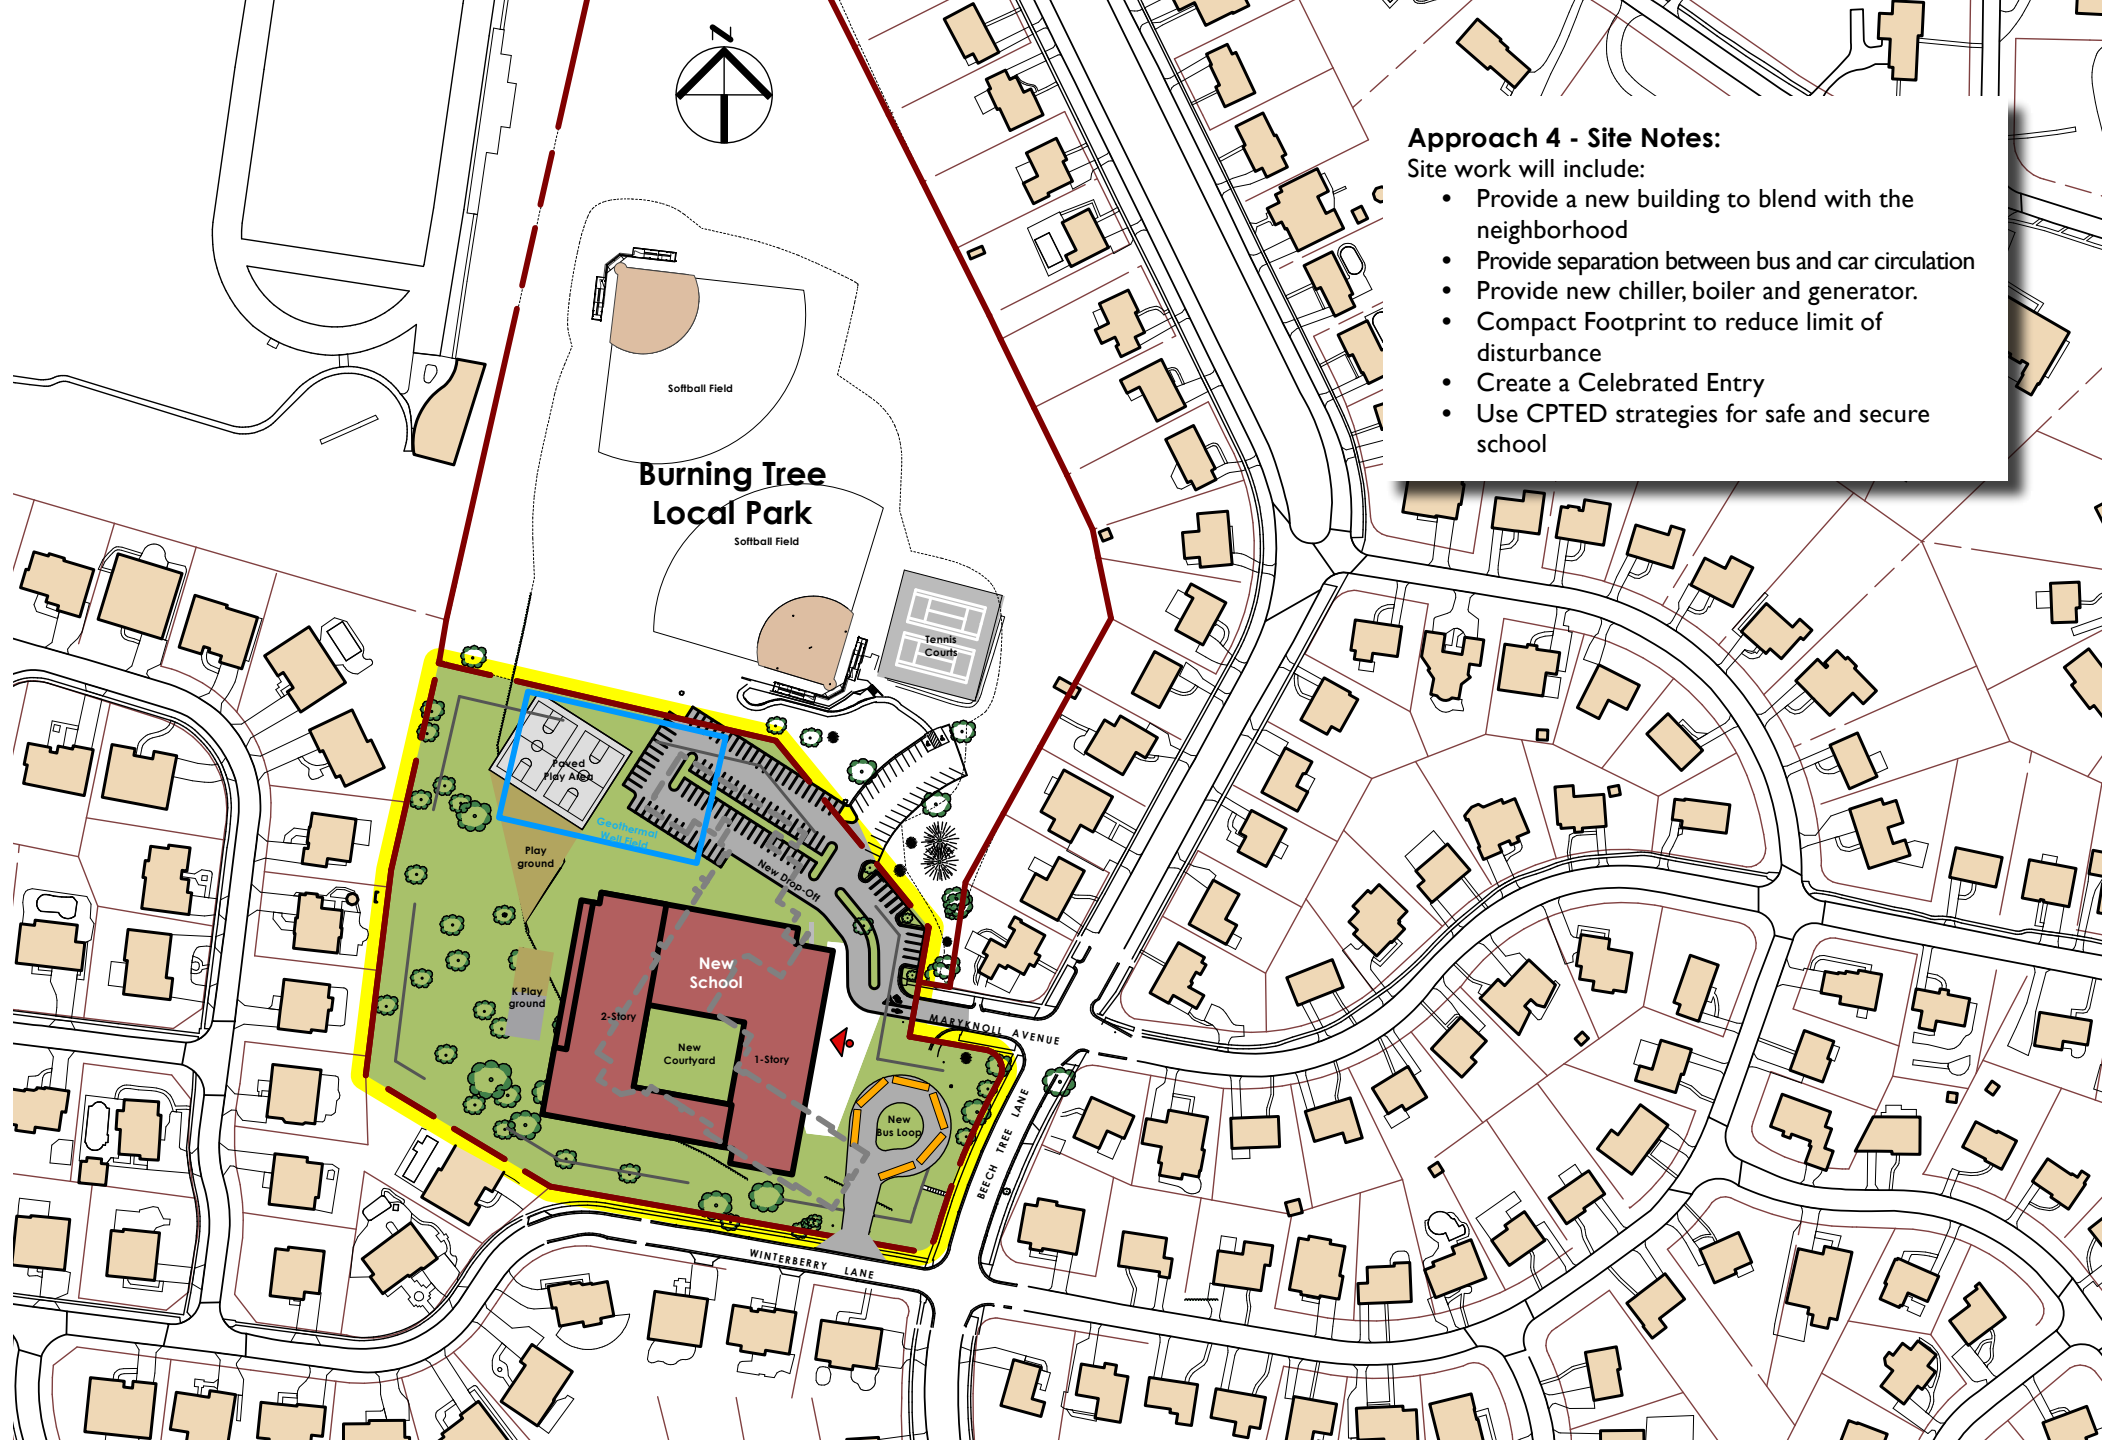 N
Approach 4 - Site Notes:
Site work will include:
• Provide a new building to blend with the
neighborhood
• Provide separation between bus and car circulation
• Provide new chiller, boiler and generator.
• Compact Footprint to reduce limit of
disturbance
• Create a Celebrated Entry
• Use CPTED strategies for safe and secure
school
Softball Field
Burning Tree
Local Park
Softball Field
Tennis
Courts
Paved
Play Area
Geothermal
Well Field
Play
ground
New Drop-Off
New
School
K Play
ground
2-Story
New
Courtyard
1-Story
MARYKNOLL AVENUE
New
Bus Loop
BEECH TREE LANE
WINTERBERRY LANE